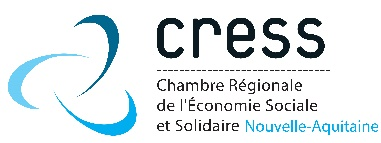 cress
Chambre Régionale
de l'Économie Sociale
et Solidaire Nouvelle-Aquitaine